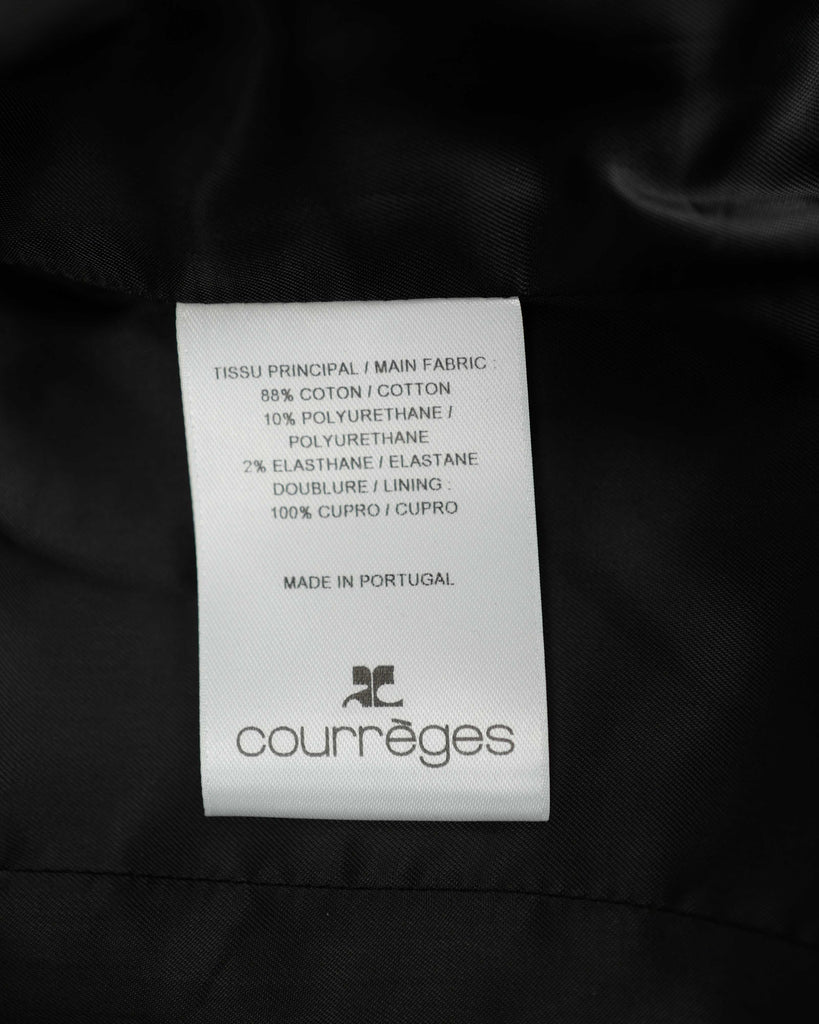 TISSU PRINCIPAL / MAIN FABRIC :
88% COTON / COTTON
10% POLYURETHANE /
POLYURETHANE
2% ELASTHANE / ELASTANE
DOUBLURE / LINING :
100% CUPRO / CUPRO
MADE IN PORTUGAL
courrèges